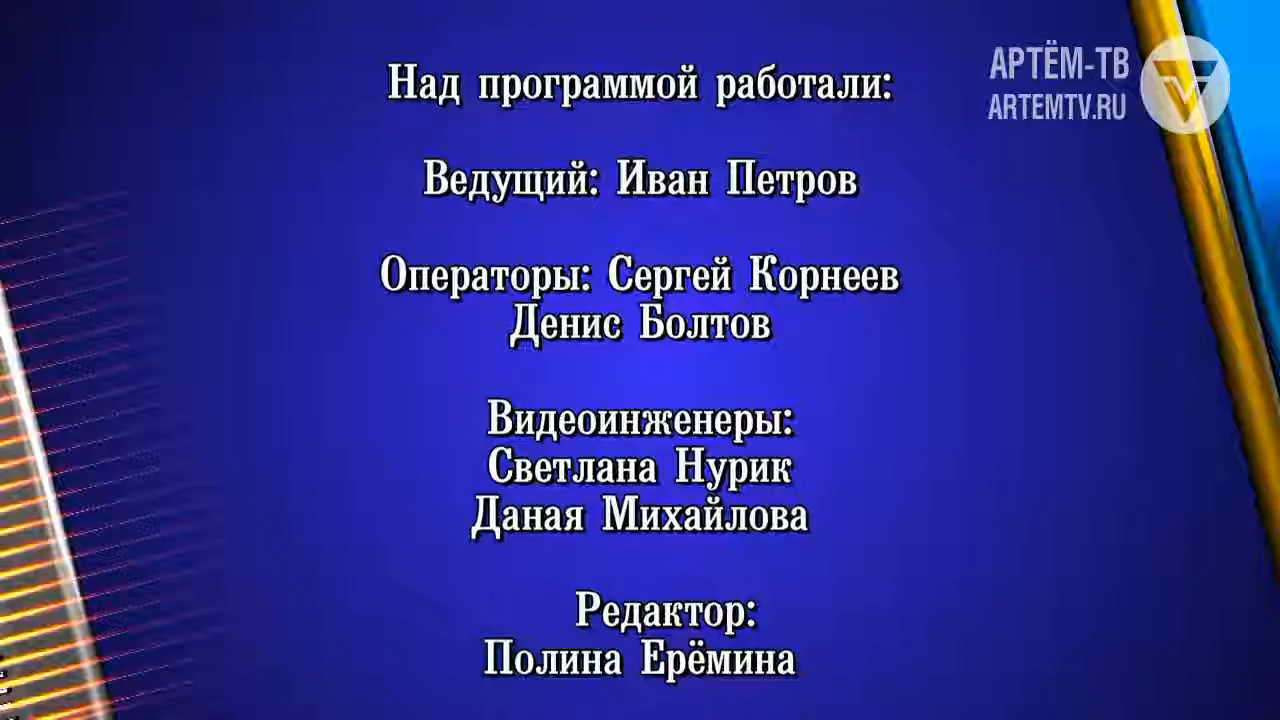 АРТЁМ-ТВ
ARTEMTV.RU
Над программой работали:
Ведущий: Иван Петров
Операторы: Сергей Корнеев
Денис Болтов
Видеоинженеры:
Светлана Нурик
Даная Михайлова
Редактор:
Полина Ерёмина